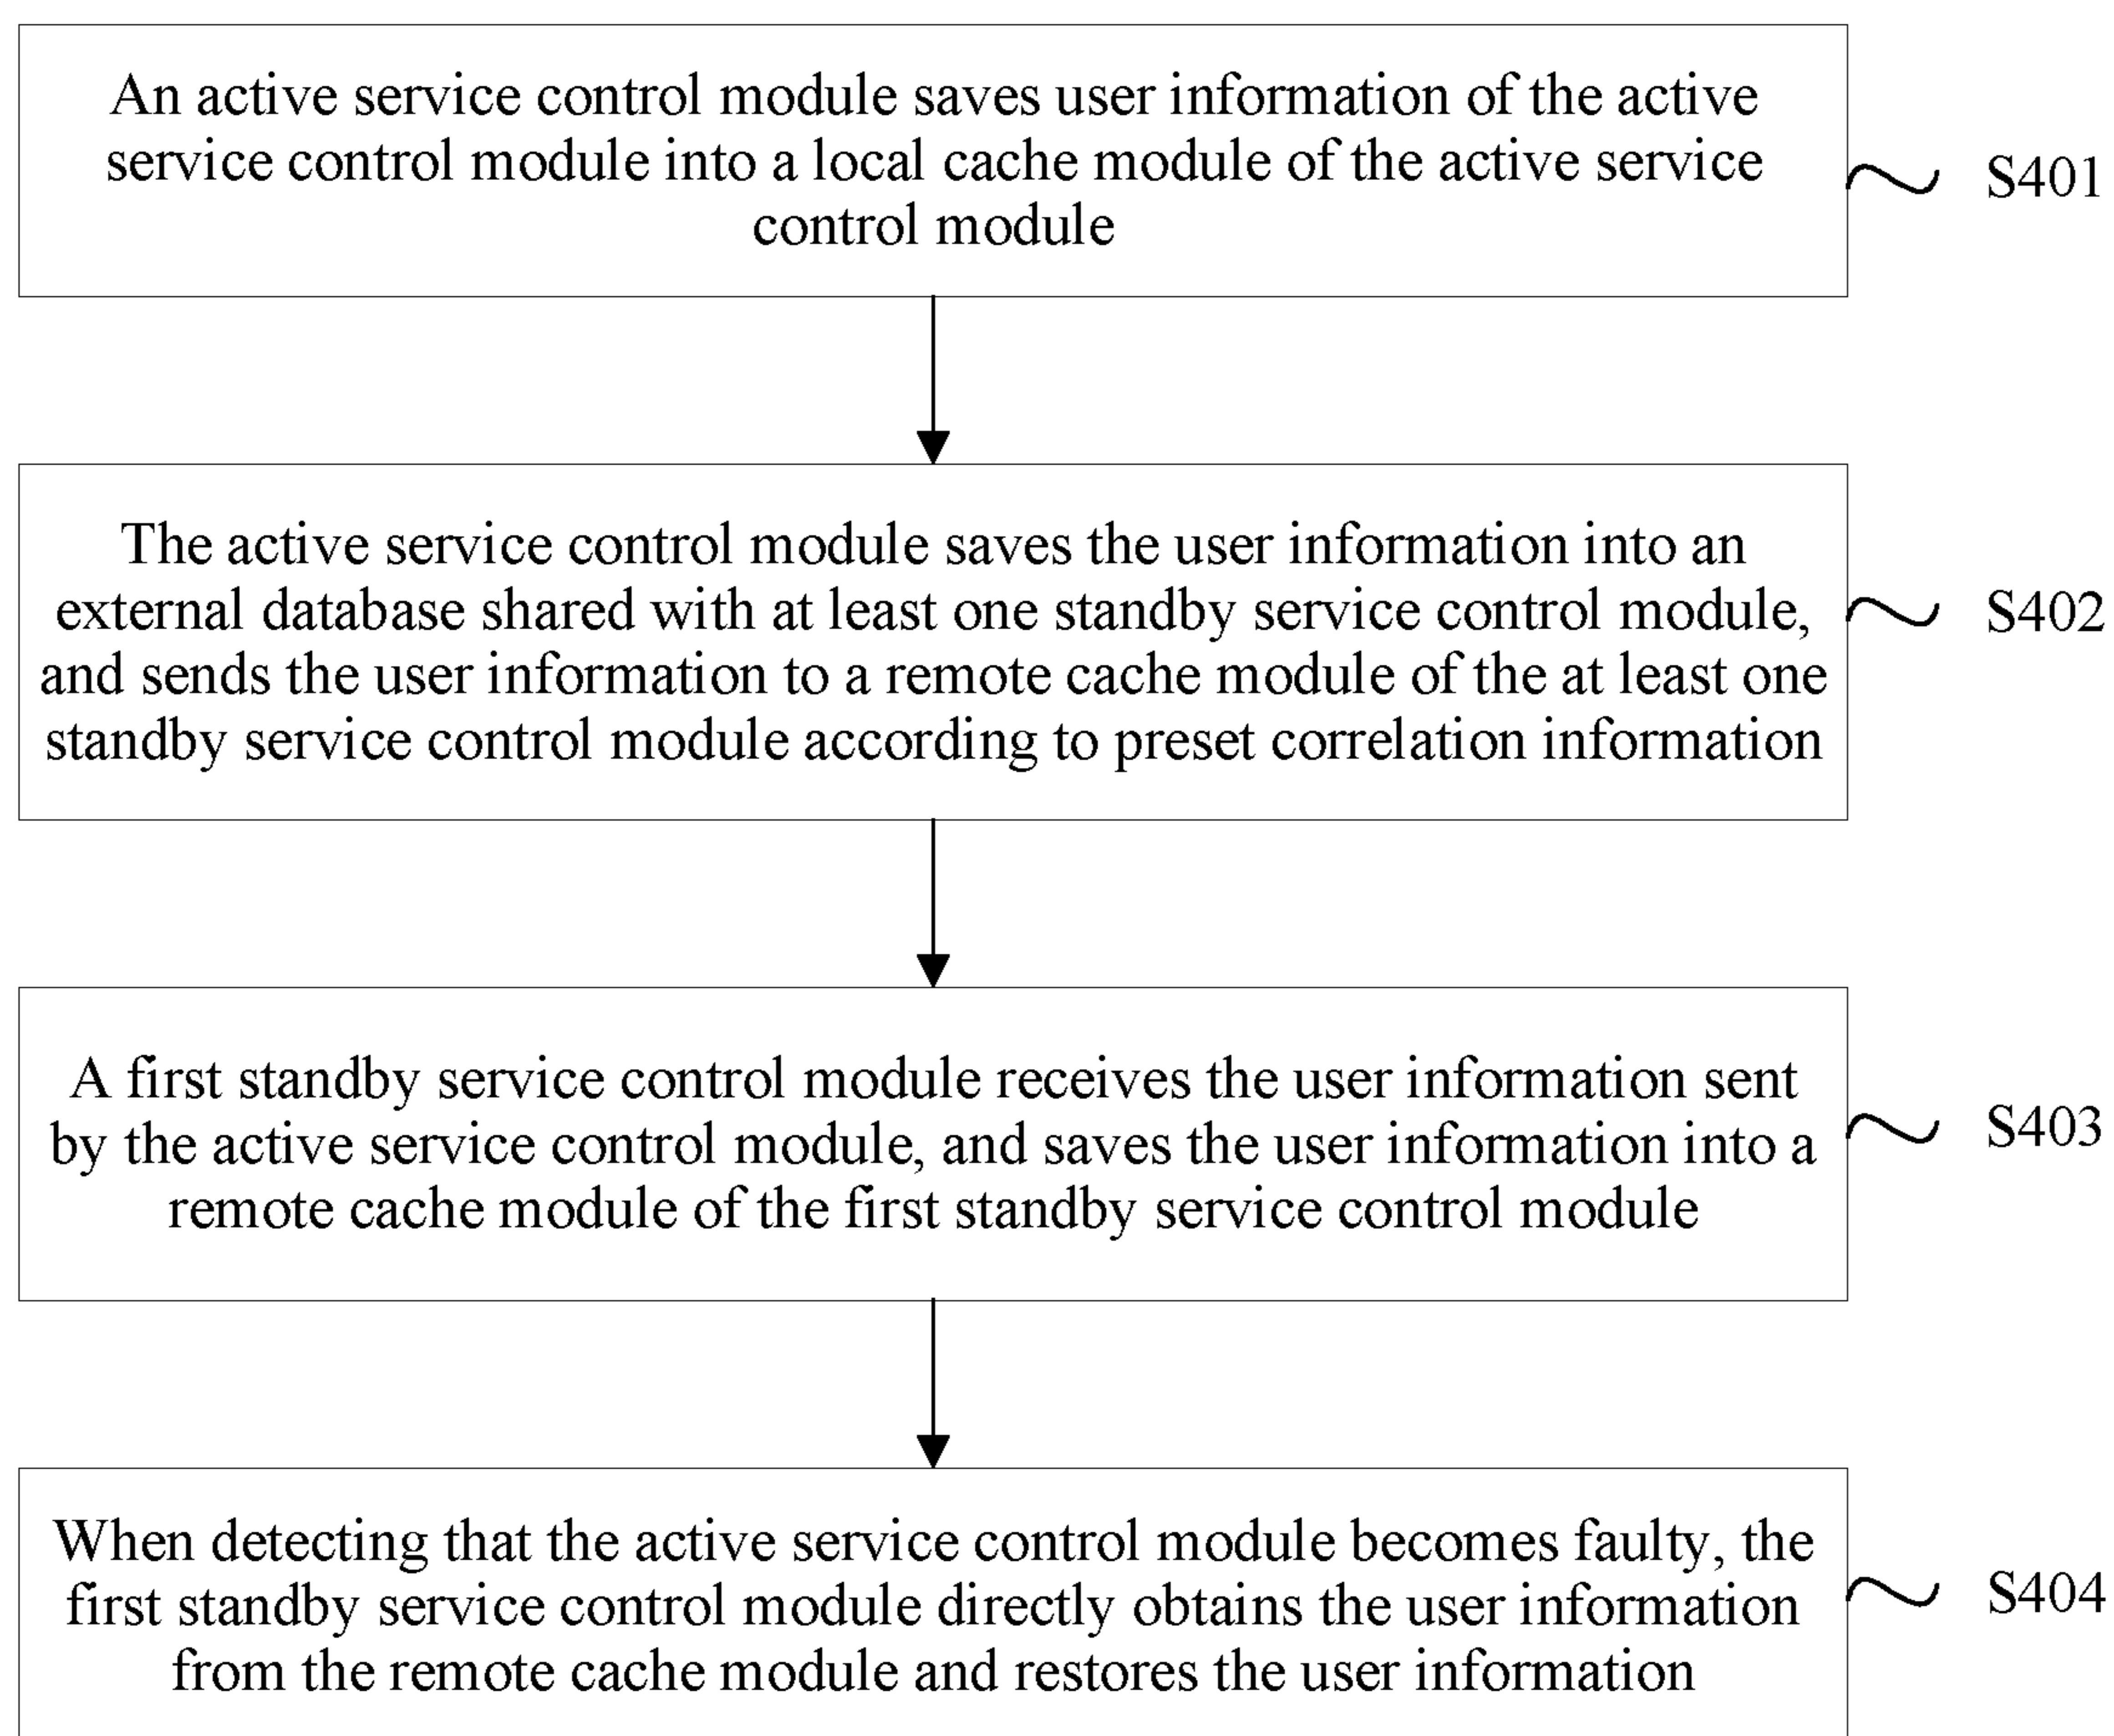 An active service control module saves user information of the active
service control module into a local cache module of the active service
control module
S401
The active service control module saves the user information into an
external database shared with at least one standby service control module,
and sends the user information to a remote cache module of the at least one
standby service control module according to preset correlation information
S402
A first standby service control module receives the user information sent
by the active service control module, and saves the user information into a
remote cache module of the first standby service control module
S403
When detecting that the active service control module becomes faulty, the
first standby service control module directly obtains the user information
from the remote cache module and restores the user information
S404